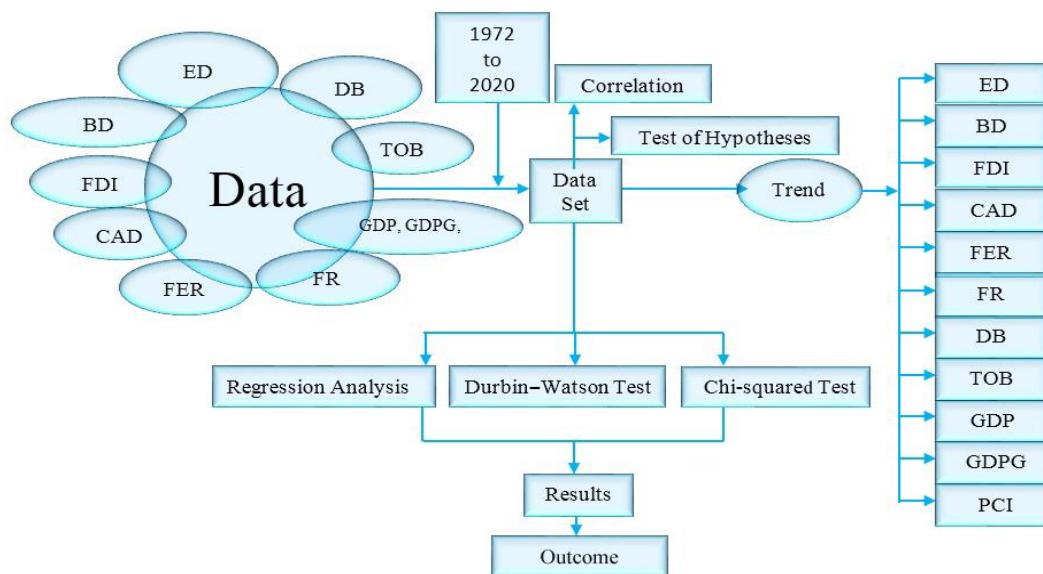 ED
DB
BD
TOB
FDI
Data
CAD
GDP, GDPG,
FER
FR
1972
to
2020
Correlation
Test of Hypotheses
Data
Set
Trend
Regression Analysis
Durbin–Watson Test
Chi-squared Test
Results
Outcome
ED
BD
FDI
CAD
FER
FR
DB
TOB
GDP
GDPG
PCI